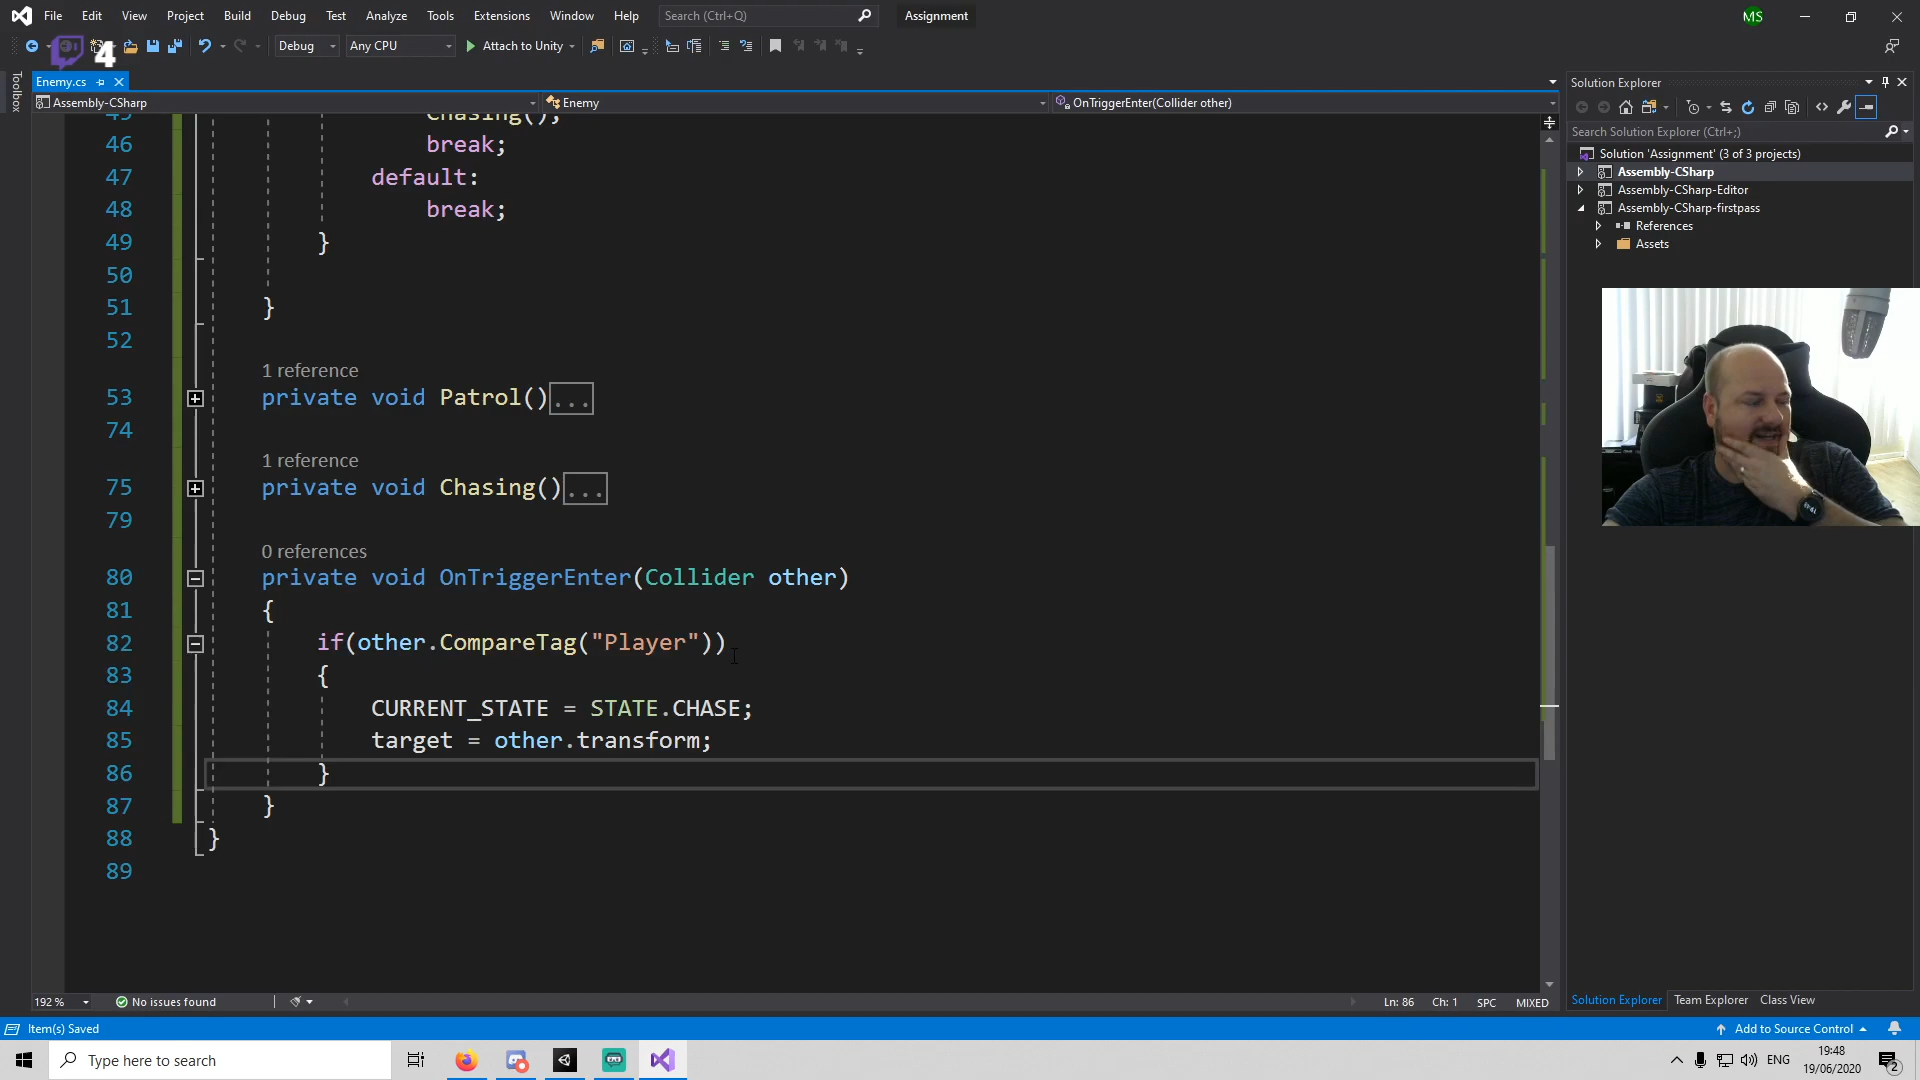 File Edit View Project Build Debug Test Analyze Tools Extensions Window Help Search (Ctrl+Q) Assignment MS
4 Debug Any CPU Attach to Unity
Toolbox
Enemy.cs
Assembly-CSharp Enemy OnTriggerEnter(Collider other)
45 Chasing();
46 break;
47 default:
48 break;
49 }
50
51 }
52
1 reference
53 private void Patrol()...
74
1 reference
75 private void Chasing()...
79
0 references
80 private void OnTriggerEnter(Collider other)
81 {
82 if(other.CompareTag("Player"))
83 {
84 CURRENT_STATE = STATE.CHASE;
85 target = other.transform;
86 }
87 }
88 }
89
192 % No issues found Ln: 86 Ch: 1 SPC MIXED
Solution Explorer
Search Solution Explorer (Ctrl+;)
Solution 'Assignment' (3 of 3 projects)
Assembly-CSharp
Assembly-CSharp-Editor
Assembly-CSharp-firstpass
References
Assets
Solution Explorer Team Explorer Class View
Item(s) Saved Add to Source Control
Type here to search ENG 19:48
19/06/2020 2